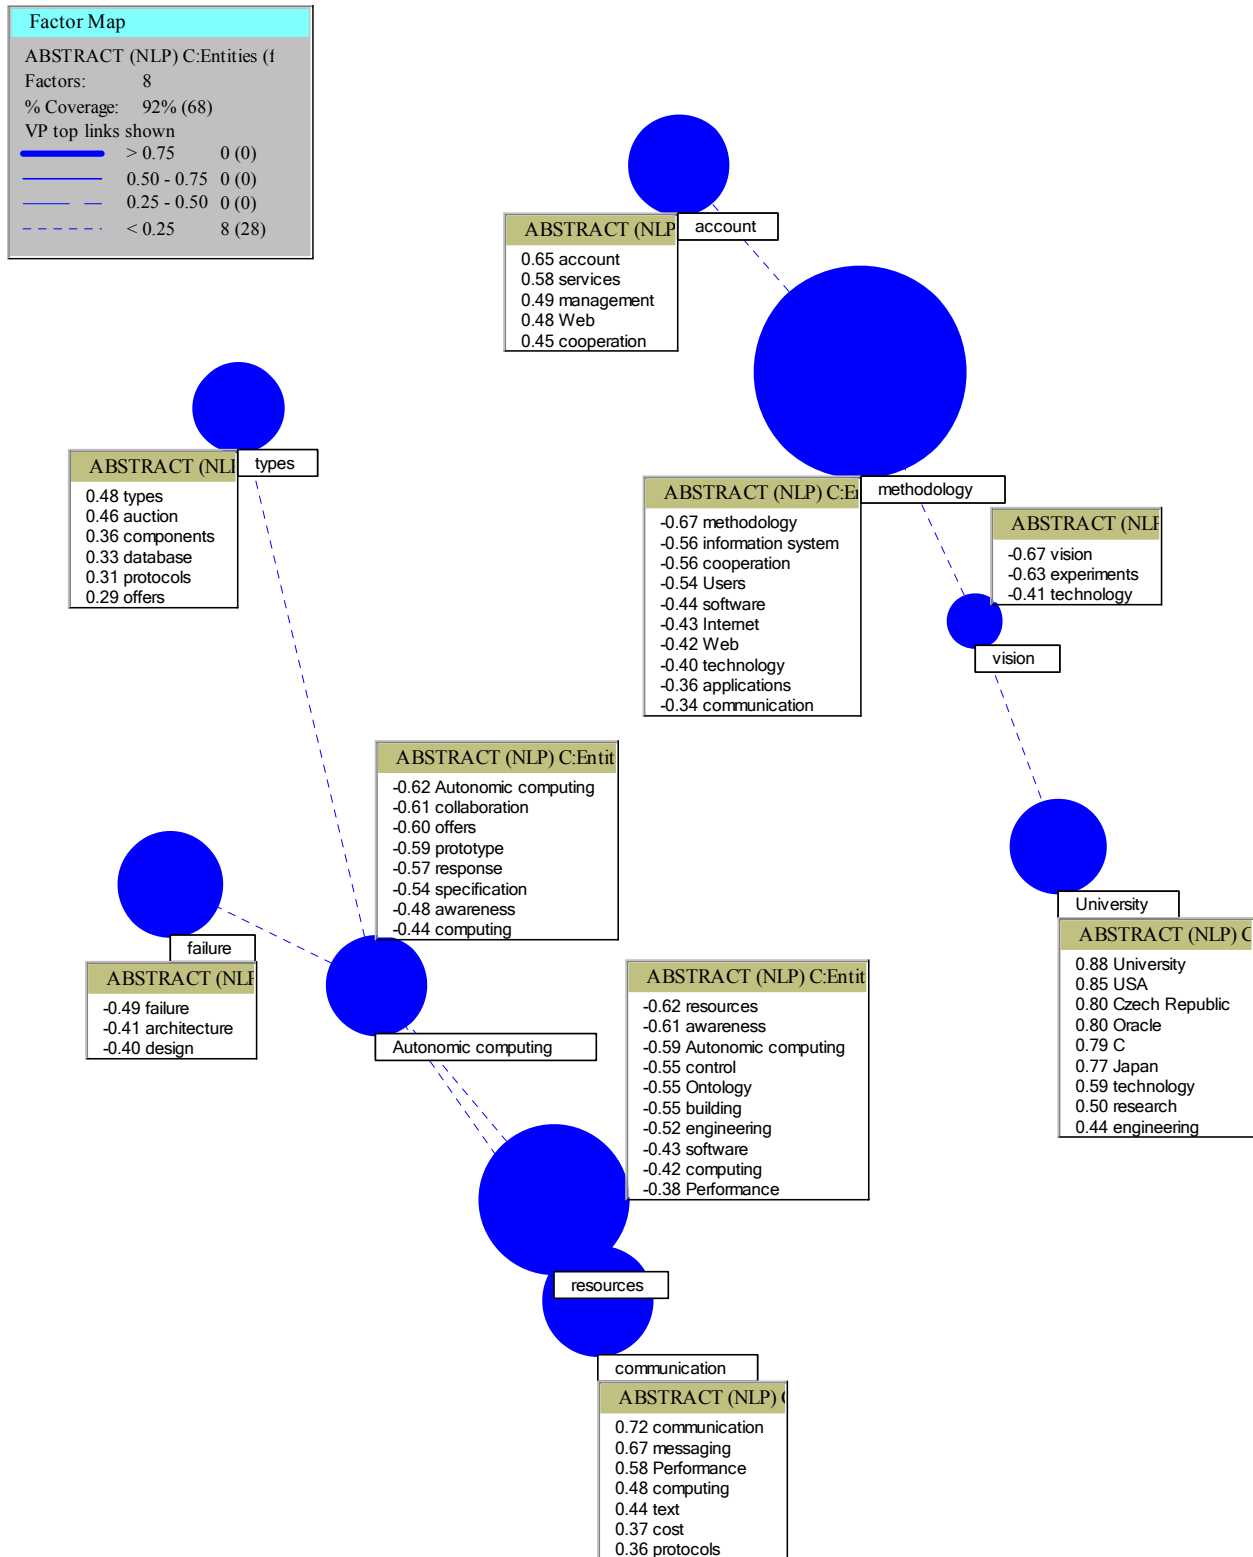 Factor Map
ABSTRACT (NLP) C:Entities (f
Factors: 8
% Coverage: 92% (68)
VP top links shown
> 0.75 0 (0)
0.50 - 0.75 0 (0)
0.25 - 0.50 0 (0)
< 0.25 8 (28)
account
ABSTRACT (NLP
0.65 account
0.58 services
0.49 management
0.48 Web
0.45 cooperation
types
ABSTRACT (NL
0.48 types
0.46 auction
0.36 components
0.33 database
0.31 protocols
0.29 offers
methodology
ABSTRACT (NLP) C:E
-0.67 methodology
-0.56 information system
-0.56 cooperation
-0.54 Users
-0.44 software
-0.43 Internet
-0.42 Web
-0.40 technology
-0.36 applications
-0.34 communication
ABSTRACT (NLP
-0.67 vision
-0.63 experiments
-0.41 technology
vision
ABSTRACT (NLP) C:Entit
-0.62 Autonomic computing
-0.61 collaboration
-0.60 offers
-0.59 prototype
-0.57 response
-0.54 specification
-0.48 awareness
-0.44 computing
Autonomic computing
failure
ABSTRACT (NLP
-0.49 failure
-0.41 architecture
-0.40 design
University
ABSTRACT (NLP) C
0.88 University
0.85 USA
0.80 Czech Republic
0.80 Oracle
0.79 C
0.77 Japan
0.59 technology
0.50 research
0.44 engineering
ABSTRACT (NLP) C:Entit
-0.62 resources
-0.61 awareness
-0.59 Autonomic computing
-0.55 control
-0.55 Ontology
-0.55 building
-0.52 engineering
-0.43 software
-0.42 computing
-0.38 Performance
resources
communication
ABSTRACT (NLP) (
0.72 communication
0.67 messaging
0.58 Performance
0.48 computing
0.44 text
0.37 cost
0.36 protocols